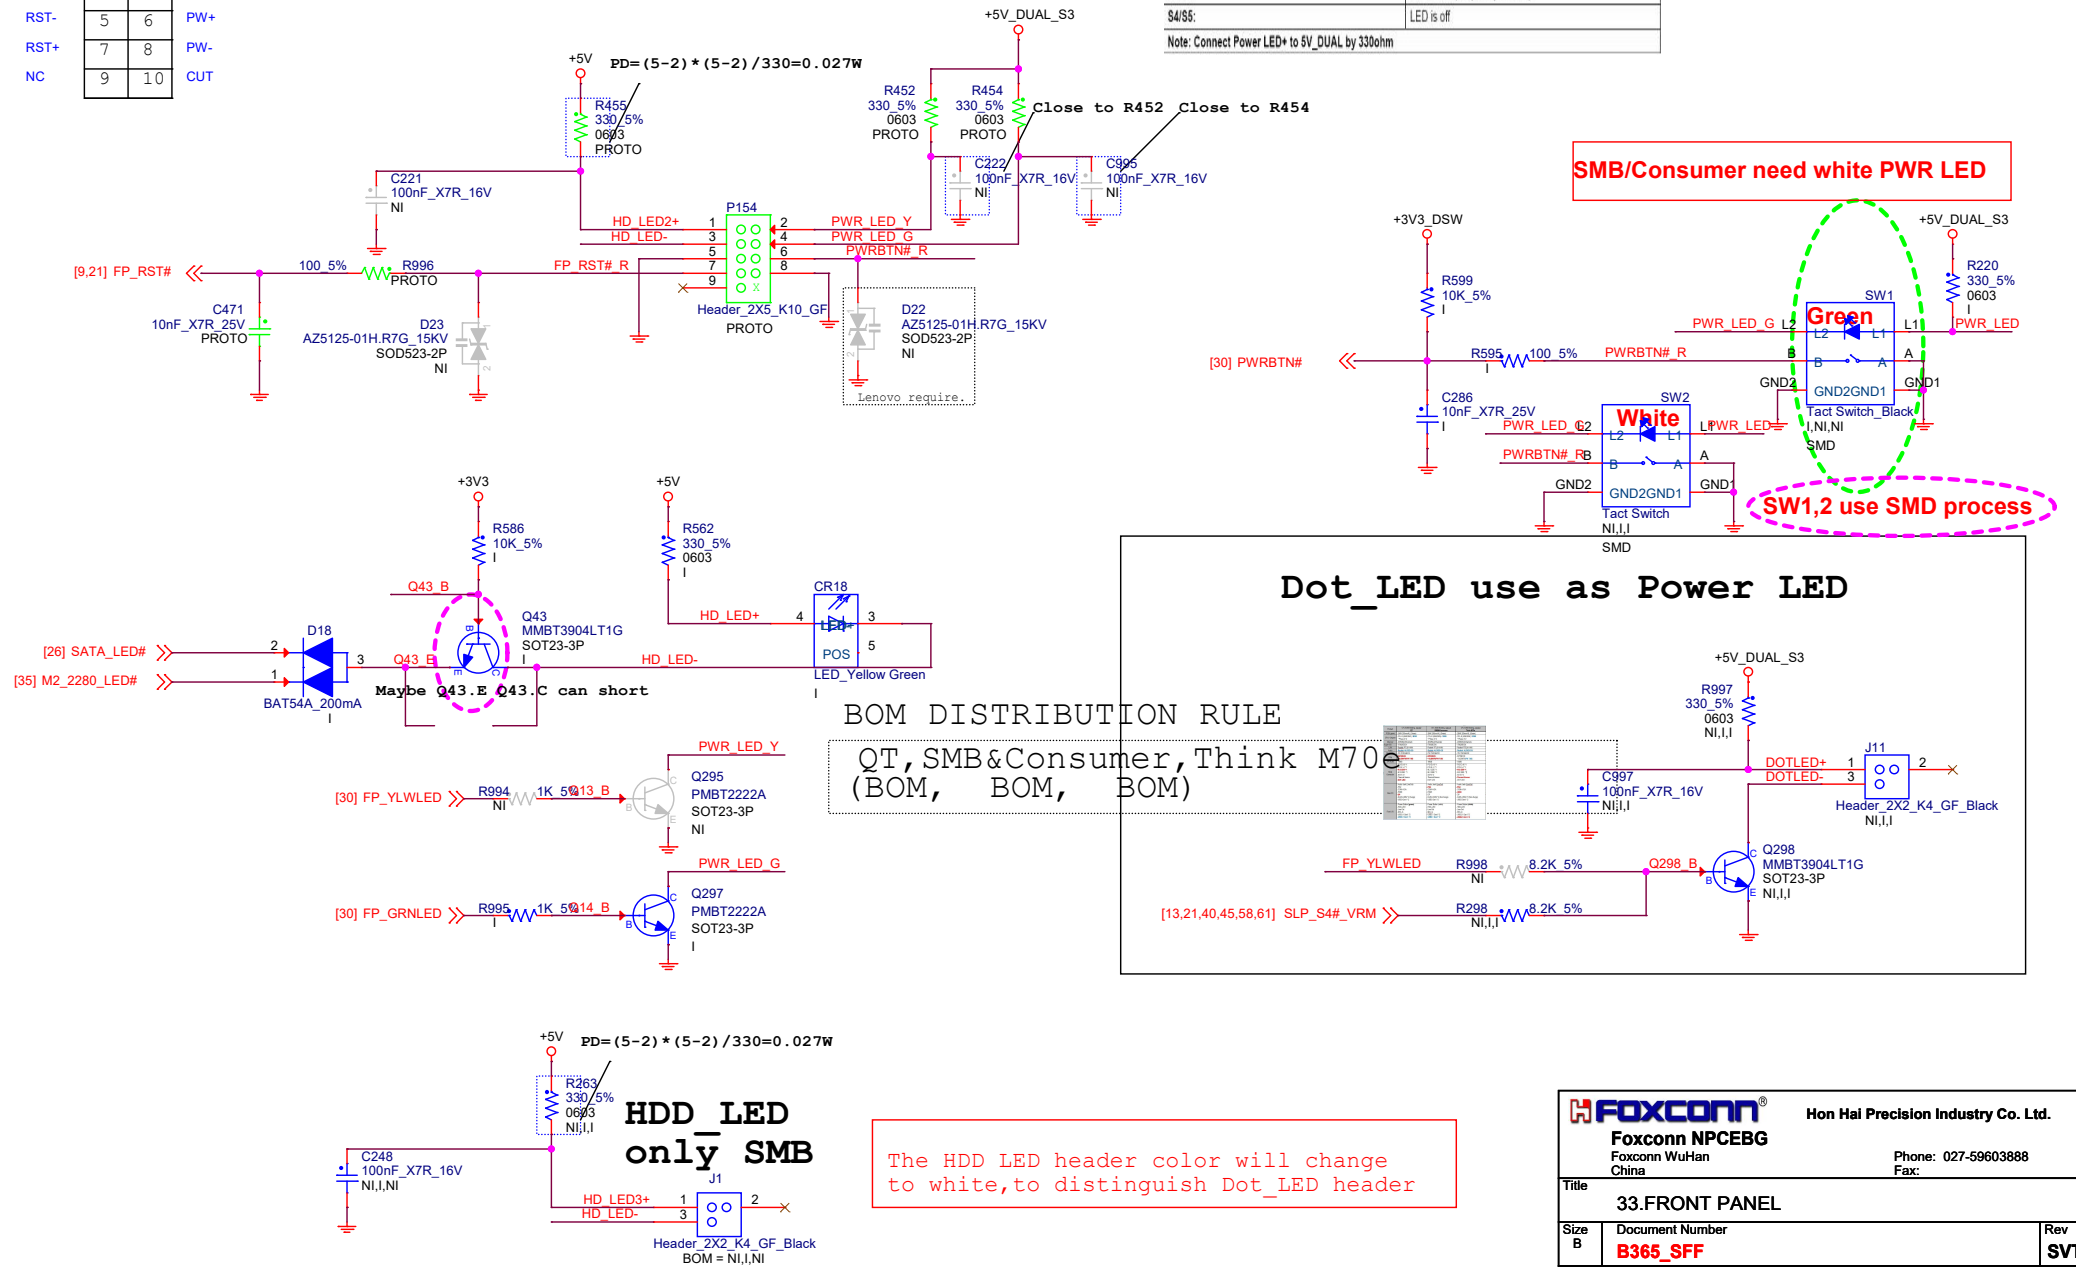 RST- 5 6 PW+
RST+ 7 8 PW-
NC 9 10 CUT
S4/S5: LED is off
Note: Connect Power LED+ to 5V_DUAL by 330ohm
+5V
PD=(5-2)*(5-2)/330=0.027W
R455
330_5%
0603
PROTO
C221
100nF_X7R_16V
NI
+5V_DUAL_S3
R452
330_5%
0603
PROTO
R454
330_5%
0603
PROTO
Close to R452 Close to R454
C222
100nF_X7R_16V
NI
C995
100nF_X7R_16V
NI
P154
HD_LED2+ 1 2 PWR_LED_Y
HD_LED- 3 4 PWR_LED_G
5 6 PWRBTN#_R
FP_RST#_R 7 8
9 X
Header_2X5_K10_GF
PROTO
[9,21] FP_RST#
100_5% R996
PROTO
C471
10nF_X7R_25V
PROTO
D23
AZ5125-01H.R7G_15KV
SOD523-2P
NI
1
2
D22
AZ5125-01H.R7G_15KV
SOD523-2P
NI
2
Lenovo require.
SMB/Consumer need white PWR LED
+3V3_DSW
R599
10K_5%
I
[30] PWRBTN#
R595 100_5%
I
PWRBTN#_R
C286
10nF_X7R_25V
I
+5V_DUAL_S3
R220
330_5%
0603
I
SW1
Green
PWR_LED_G L2 L2 L1 L1 PWR_LED
B B A A
GND2 GND2GND1 GND1
Tact Switch_Black
I,NI,NI
SMD
SW2
White
PWR_LED_G L2 L2 L1 L1 PWR_LED
PWRBTN#_R B B A A
GND2 GND2GND1 GND1
Tact Switch
NI,I,I
SMD
SW1,2 use SMD process
+3V3
R586
10K_5%
I
Q43_B
Q43
MMBT3904LT1G
SOT23-3P
I
B
E
C
[26] SATA_LED# 2
[35] M2_2280_LED# 1
D18
3
BAT54A_200mA
I
Q43_E
Maybe Q43.E Q43.C can short
HD_LED-
+5V
R562
330_5%
0603
I
HD_LED+
CR18
4 LED+ 3
POS 5
LED_Yellow Green
I
PWR_LED_Y
[30] FP_YLWLED
R994 1K_5% Q13_B
NI
Q295
PMBT2222A
SOT23-3P
NI
B
C
E
PWR_LED_G
[30] FP_GRNLED
R995 1K_5% Q14_B
I
Q297
PMBT2222A
SOT23-3P
I
B
C
E
BOM DISTRIBUTION RULE
QT,SMB&Consumer,Think M70e
(BOM, BOM, BOM)
Dot_LED use as Power LED
+5V_DUAL_S3
R997
330_5%
0603
NI,I,I
C997
100nF_X7R_16V
NI,I,I
J11
DOTLED+ 1 2
DOTLED- 3
Header_2X2_K4_GF_Black
NI,I,I
FP_YLWLED
R998 8.2K_5%
NI
Q298_B
[13,21,40,45,58,61] SLP_S4#_VRM
R298 8.2K_5%
NI,I,I
Q298
MMBT3904LT1G
SOT23-3P
NI,I,I
B
C
E
+5V
PD=(5-2)*(5-2)/330=0.027W
R263
330_5%
0603
NI,I,I
HDD_LED
only SMB
C248
100nF_X7R_16V
NI,I,NI
J1
HD_LED3+ 1 2
HD_LED- 3
Header_2X2_K4_GF_Black
BOM = NI,I,NI
The HDD LED header color will change
to white,to distinguish Dot_LED header
FOXCONN® Hon Hai Precision Industry Co. Ltd.
Foxconn NPCEBG
Foxconn WuHan Phone: 027-59603888
China Fax:
Title
33.FRONT PANEL
Size Document Number Rev
B B365_SFF SVT